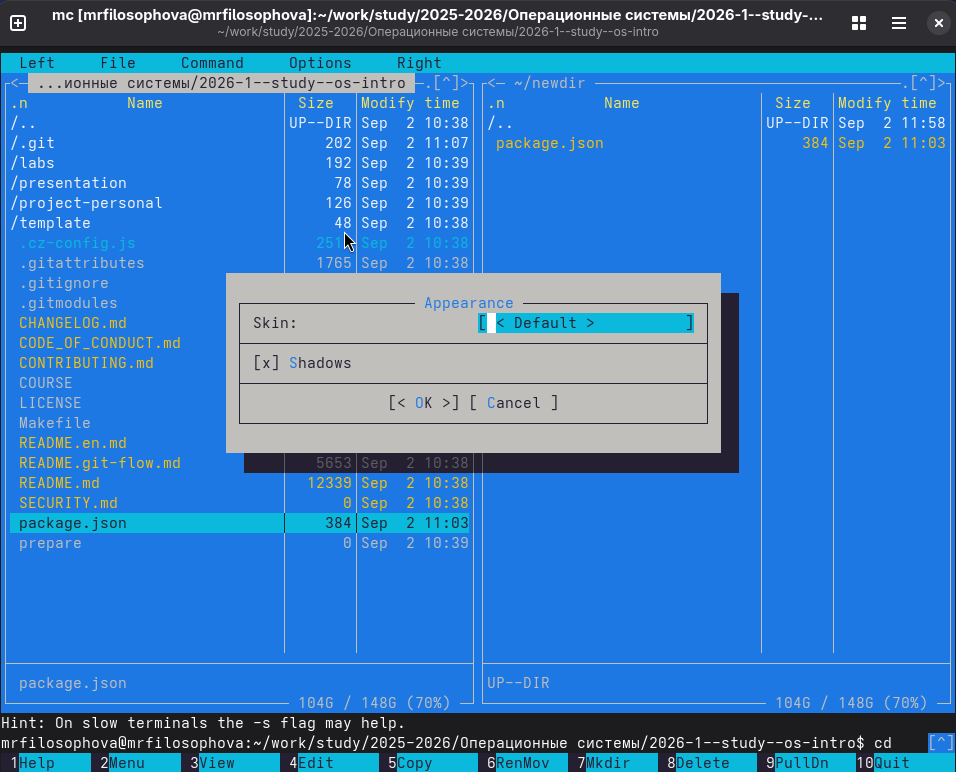 mc [mrfilosophova@mrfilosophova]:~/work/study/2025-2026/Операционные системы/2026-1--study-...
~/work/study/2025-2026/Операционные системы/2026-1--study--os-intro
Left File Command Options Right
<─ ...ионные системы/2026-1--study--os-intro ─.[^]> <─ ~/newdir ─.[^]>
.n Name Size Modify time .n Name Size Modify time
/.. UP--DIR Sep 2 10:38 /.. UP--DIR Sep 2 11:58
/.git 202 Sep 2 11:07 package.json 384 Sep 2 11:03
/labs 192 Sep 2 10:39
/presentation 78 Sep 2 10:39
/project-personal 126 Sep 2 10:39
/template 48 Sep 2 10:38
.cz-config.js Sep 2 10:38
.gitattributes 1765 Sep 2 10:38
.gitignore
.gitmodules
Appearance
CHANGELOG.md
Skin: [ < Default > ]
CODE_OF_CONDUCT.md
CONTRIBUTING.md
[x] Shadows
COURSE
LICENSE
[< OK >] [ Cancel ]
Makefile
README.en.md
README.git-flow.md 5653 Sep 2 10:38
README.md 12339 Sep 2 10:38
SECURITY.md 0 Sep 2 10:38
package.json 384 Sep 2 11:03
prepare 0 Sep 2 10:39
package.json UP--DIR
104G / 148G (70%) 104G / 148G (70%)
Hint: On slow terminals the -s flag may help.
mrfilosophova@mrfilosophova:~/work/study/2025-2026/Операционные системы/2026-1--study--os-intro$ cd [^]
1Help 2Menu 3View 4Edit 5Copy 6RenMov 7Mkdir 8Delete 9PullDn 10Quit